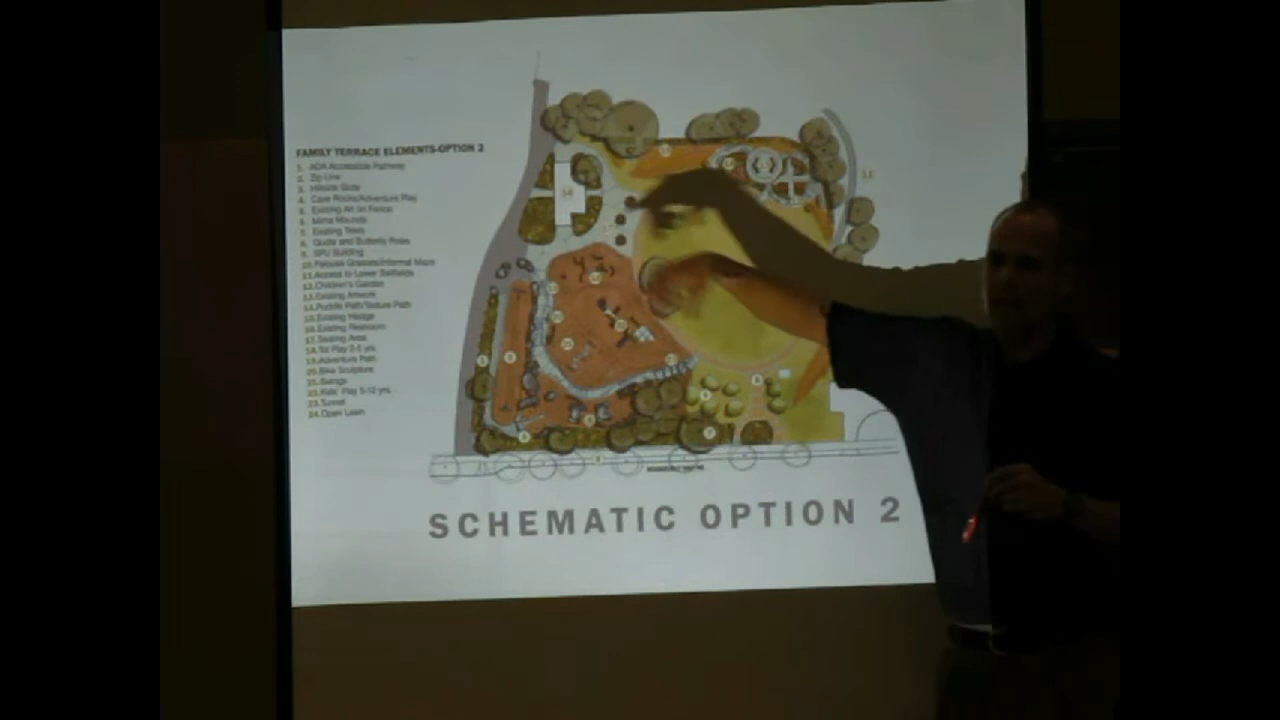 FAMILY TERRACE ELEMENTS-OPTION 2
1. ADA Accessible Pathway
2. Zip Line
3. Hillside Slide
4. Cave Rocks/Adventure Play
5. Existing Art on Fence
6. Mima Mounds
7. Existing Trees
8. Quote and Butterfly Poles
9. SPU Building
10. Palouse Grasses/Informal Maze
11. Access to Lower Ballfields
12. Children's Garden
13. Existing Artwork
14. Puddle Path/Texture Path
15. Existing Hedge
16. Existing Restroom
17. Seating Area
18. Tot Play 2-5 yrs.
19. Adventure Path
20. Bike Sculpture
21. Swings
22. Kids' Play 5-12 yrs.
23. Tunnel
24. Open Lawn
SCHEMATIC OPTION 2